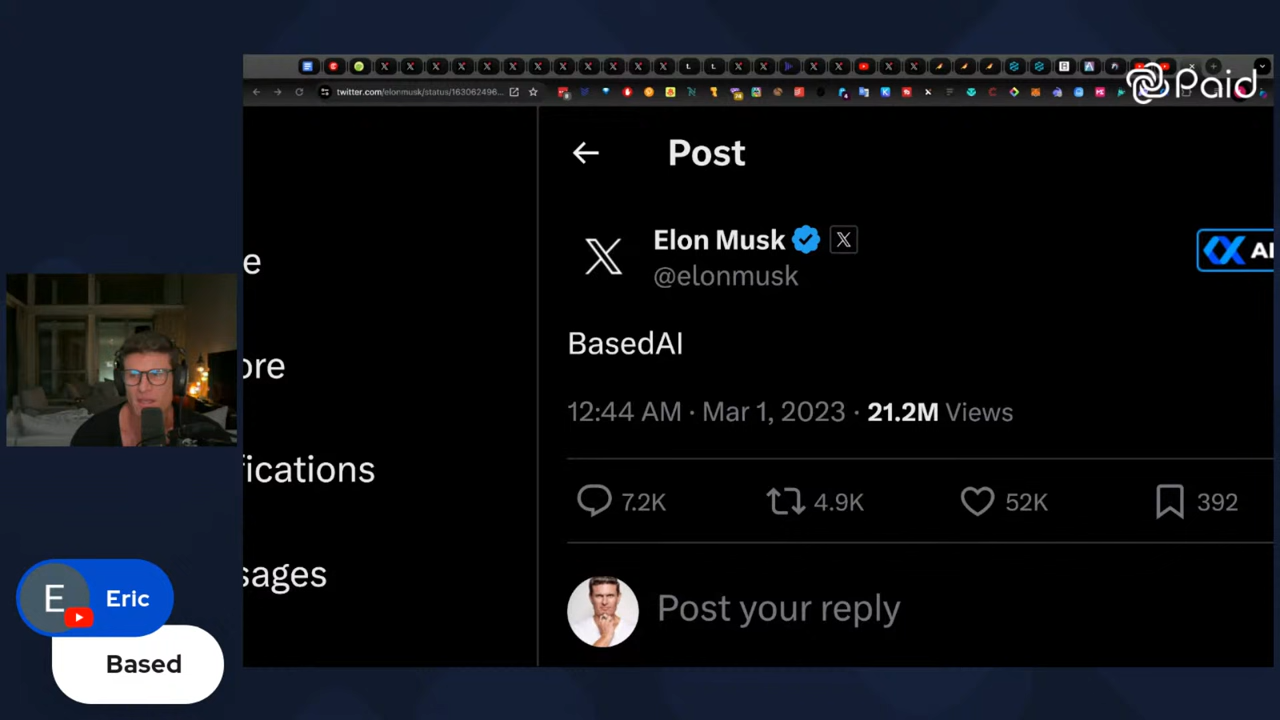 twitter.com/elonmusk/status/163062496...
Paid
Post
Elon Musk
@elonmusk
AI
BasedAI
12:44 AM · Mar 1, 2023 · 21.2M Views
7.2K 4.9K 52K 392
Post your reply
e
ore
fications
sages
E Eric
Based